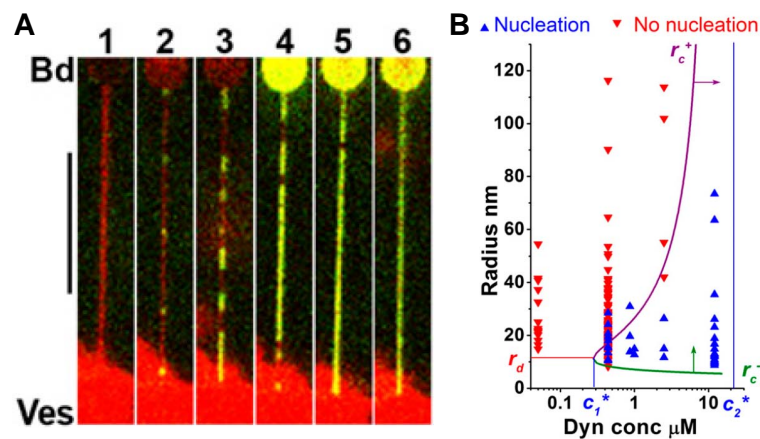 A
1 2 3 4 5 6
Bd
Ves
B
▲ Nucleation ▼ No nucleation
Radius nm
120
100
80
60
40
20
0
r_c^+
r_d
r_c^-
0.1 1 10
c_1^* c_2^*
Dyn conc μM